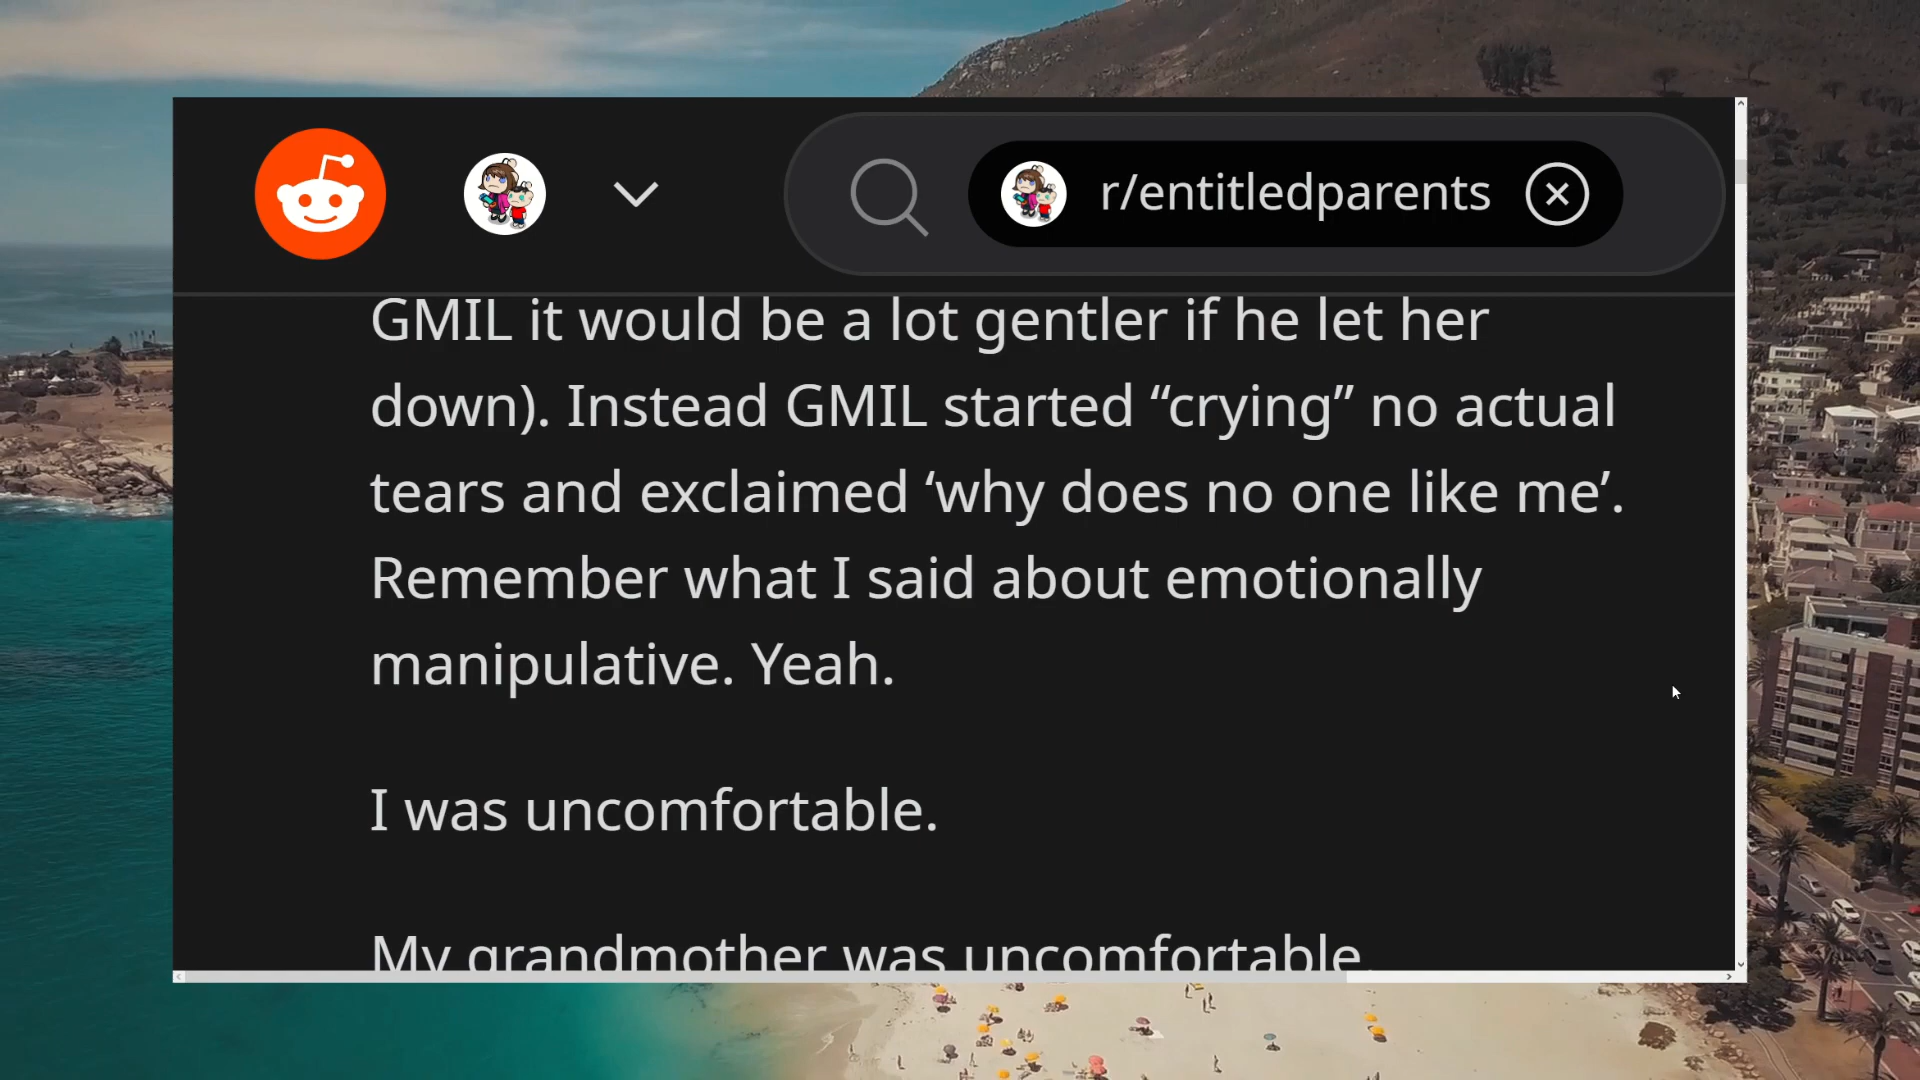 r/entitledparents
GMIL it would be a lot gentler if he let her
down). Instead GMIL started “crying” no actual
tears and exclaimed ‘why does no one like me’.
Remember what I said about emotionally
manipulative. Yeah.
I was uncomfortable.
My grandmother was uncomfortable.